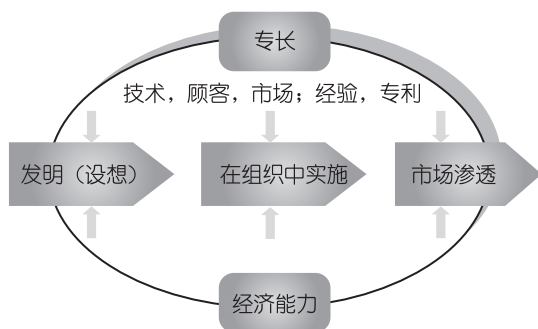 专长
技术，顾客，市场；经验，专利
发明（设想）
在组织中实施
市场渗透
经济能力